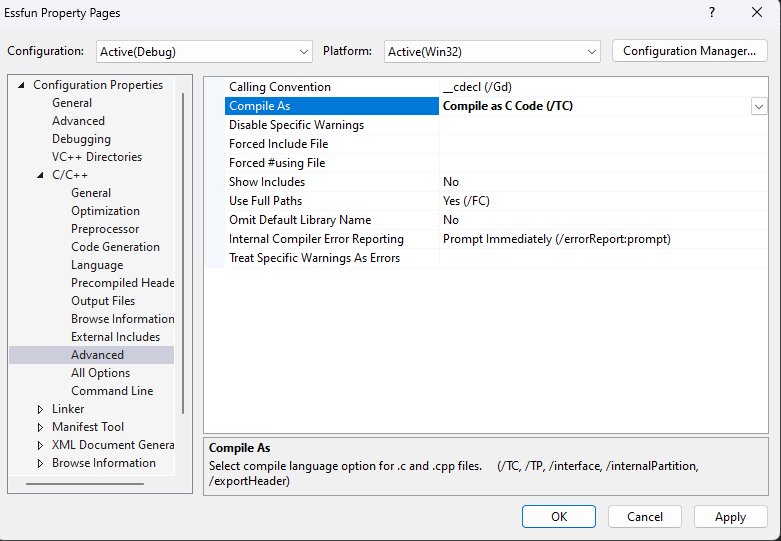 Essfun Property Pages
? ×
Configuration: Active(Debug) Platform: Active(Win32) Configuration Manager...
Configuration Properties
General
Advanced
Debugging
VC++ Directories
C/C++
General
Optimization
Preprocessor
Code Generation
Language
Precompiled Heade
Output Files
Browse Information
External Includes
Advanced
All Options
Command Line
Linker
Manifest Tool
XML Document Genera
Browse Information
Calling Convention __cdecl (/Gd)
Compile As Compile as C Code (/TC)
Disable Specific Warnings
Forced Include File
Forced #using File
Show Includes No
Use Full Paths Yes (/FC)
Omit Default Library Name No
Internal Compiler Error Reporting Prompt Immediately (/errorReport:prompt)
Treat Specific Warnings As Errors
Compile As
Select compile language option for .c and .cpp files. (/TC, /TP, /interface, /internalPartition,
/exportHeader)
OK Cancel Apply